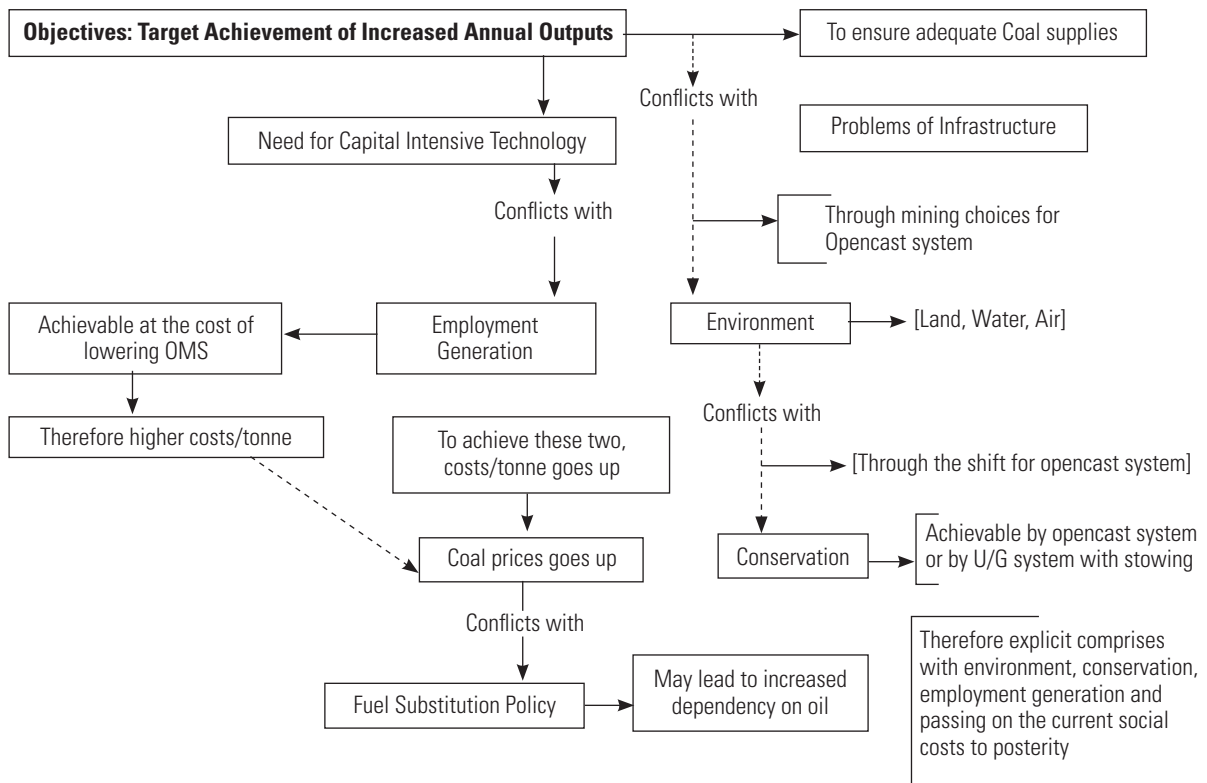 Objectives: Target Achievement of Increased Annual Outputs
To ensure adequate Coal supplies
Conflicts with
Problems of Infrastructure
Need for Capital Intensive Technology
Conflicts with
Through mining choices for
Opencast system
Achievable at the cost of
lowering OMS
Employment
Generation
Environment
[Land, Water, Air]
Therefore higher costs/tonne
To achieve these two,
costs/tonne goes up
Conflicts with
[Through the shift for opencast system]
Coal prices goes up
Conservation
Achievable by opencast system
or by U/G system with stowing
Conflicts with
Fuel Substitution Policy
May lead to increased
dependency on oil
Therefore explicit comprises
with environment, conservation,
employment generation and
passing on the current social
costs to posterity